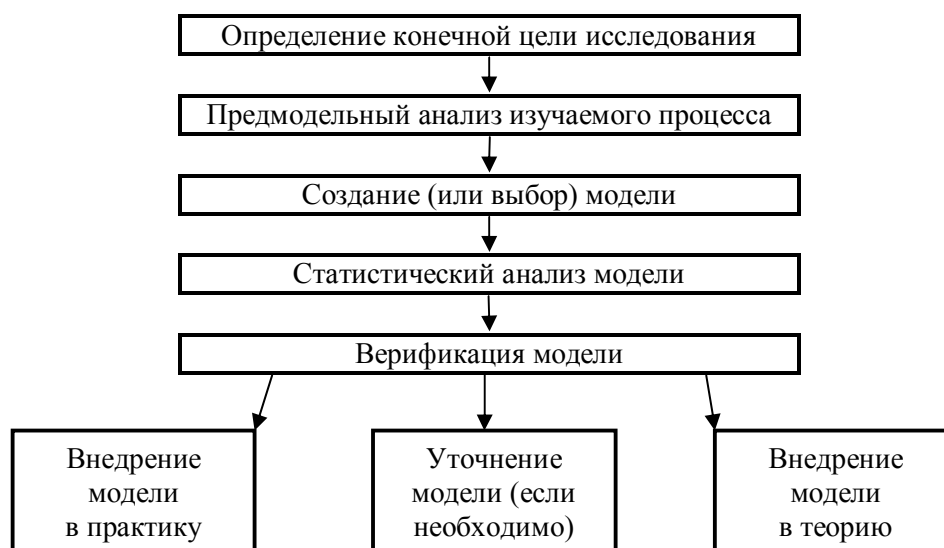 Определение конечной цели исследования
Предмодельный анализ изучаемого процесса
Создание (или выбор) модели
Статистический анализ модели
Верификация модели
Внедрение
модели
в практику
Уточнение
модели (если
необходимо)
Внедрение
модели
в теорию